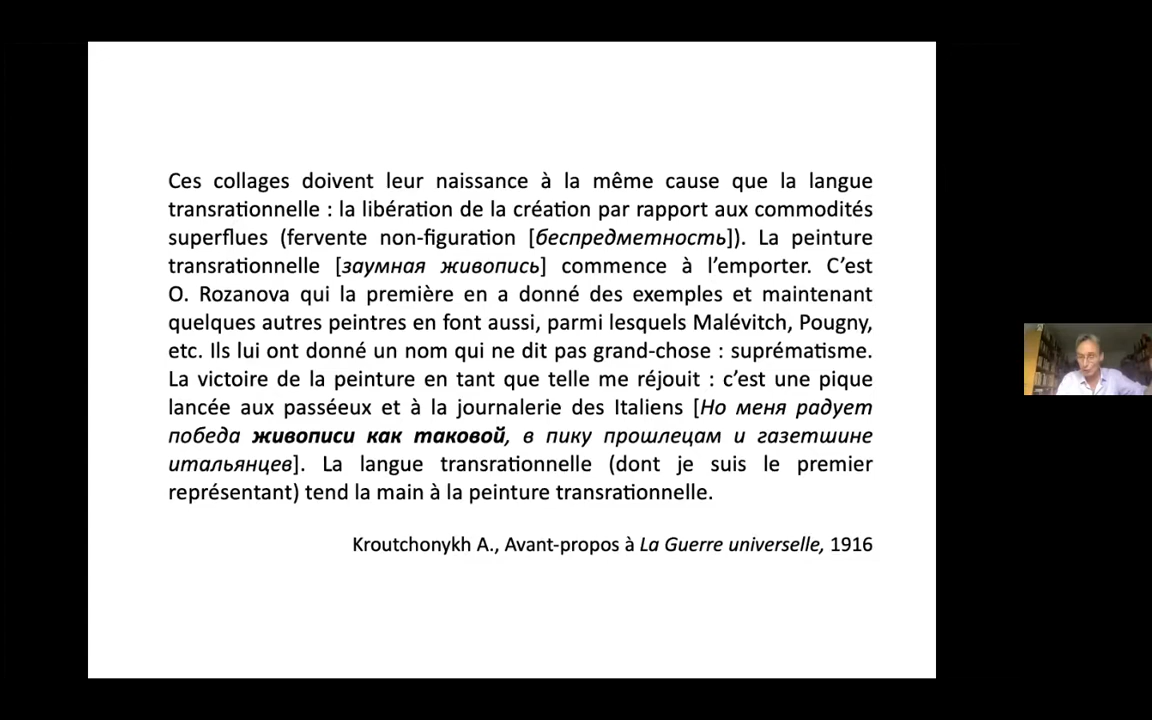 Ces collages doivent leur naissance à la même cause que la langue
transrationnelle : la libération de la création par rapport aux commodités
superflues (fervente non-figuration [беспредметность]). La peinture
transrationnelle [заумная живопись] commence à l’emporter. C’est
O. Rozanova qui la première en a donné des exemples et maintenant
quelques autres peintres en font aussi, parmi lesquels Malévitch, Pougny,
etc. Ils lui ont donné un nom qui ne dit pas grand-chose : suprématisme.
La victoire de la peinture en tant que telle me réjouit : c’est une pique
lancée aux passéeux et à la journalerie des Italiens [Но меня радует
победа живописи как таковой, в пику прошлецам и газетшине
итальянцев]. La langue transrationnelle (dont je suis le premier
représentant) tend la main à la peinture transrationnelle.
Kroutchonykh A., Avant-propos à La Guerre universelle, 1916